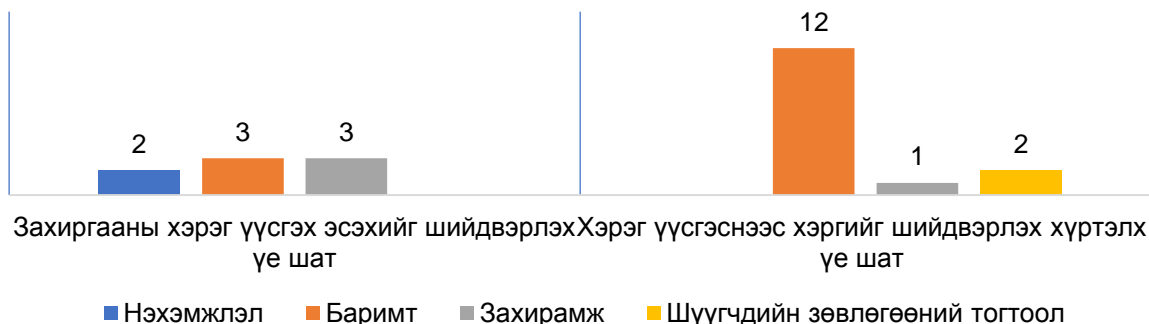 12
2
3
3
1
2
Захиргааны хэрэг үүсгэх эсэхийг шийдвэрлэх
үе шат
Хэрэг үүсгэснээс хэргийг шийдвэрлэх хүртэлх
үе шат
Нэхэмжлэл Баримт Захирамж Шүүгчдийн зөвлөгөөний тогтоол